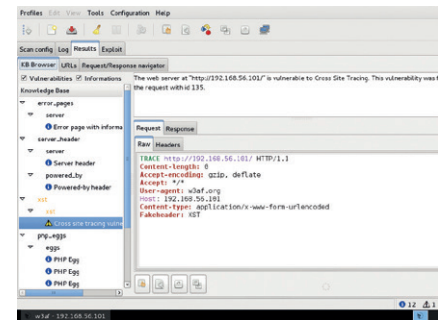 Profiles Edit View Tools Configuration Help
Scan config Log Results Exploit
KB Browser URLs Request/Response navigator
Vulnerabilities Informations
Knowledge Base
error_pages
server
Error page with informa
server_header
server
Server header
powered_by
Powered-by header
xst
xst
Cross site tracing vulne
php_eggs
eggs
PHP Egg
PHP Egg
PHP Egg
The web server at "http://192.168.56.101/" is vulnerable to Cross Site Tracing. This vulnerability was f
the request with id 135.
Request Response
Raw Headers
TRACE http://192.168.56.101/ HTTP/1.1
Content-length: 0
Accept-encoding: gzip, deflate
Accept: */*
User-agent: w3af.org
Host: 192.168.56.101
Content-type: application/x-www-form-urlencoded
Fakeheader: XST
12 1
w3af - 192.168.56.101